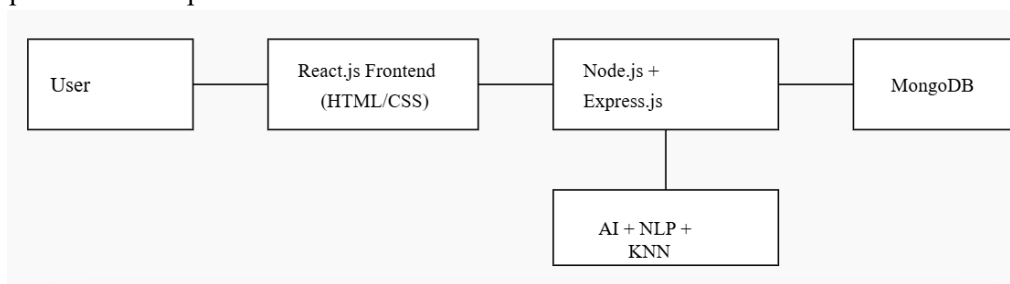 User
React.js Frontend
(HTML/CSS)
Node.js +
Express.js
MongoDB
AI + NLP +
KNN